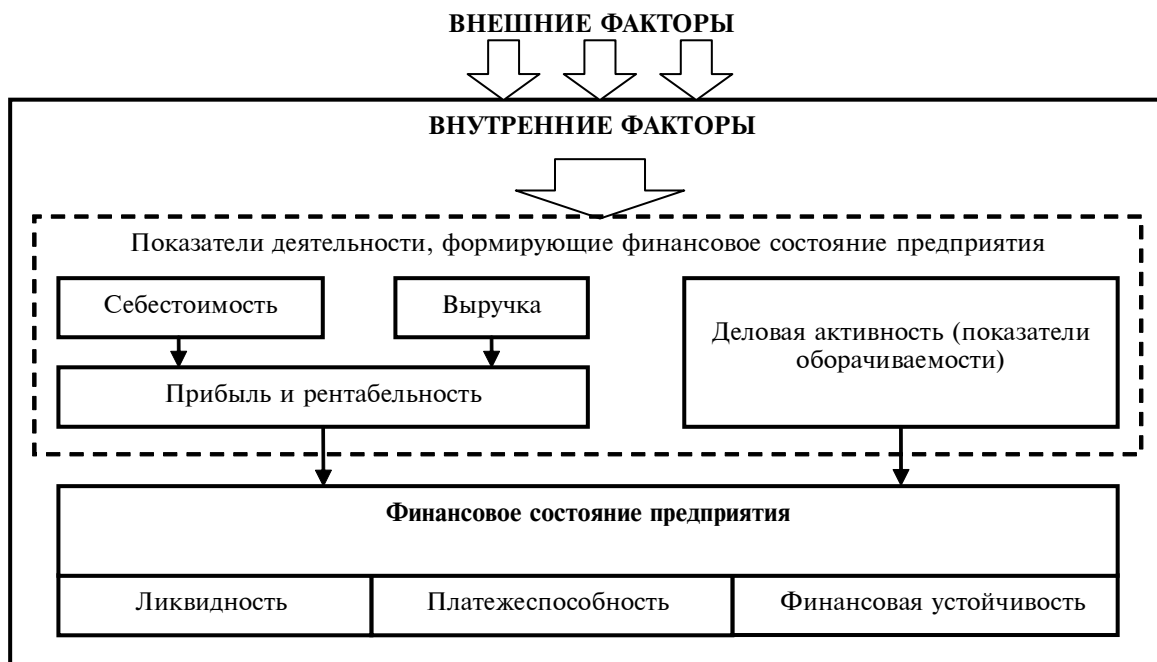 ВНЕШНИЕ ФАКТОРЫ
ВНУТРЕННИЕ ФАКТОРЫ
Показатели деятельности, формирующие финансовое состояние предприятия
Себестоимость
Выручка
Деловая активность (показатели
оборачиваемости)
Прибыль и рентабельность
Финансовое состояние предприятия
Ликвидность
Платежеспособность
Финансовая устойчивость